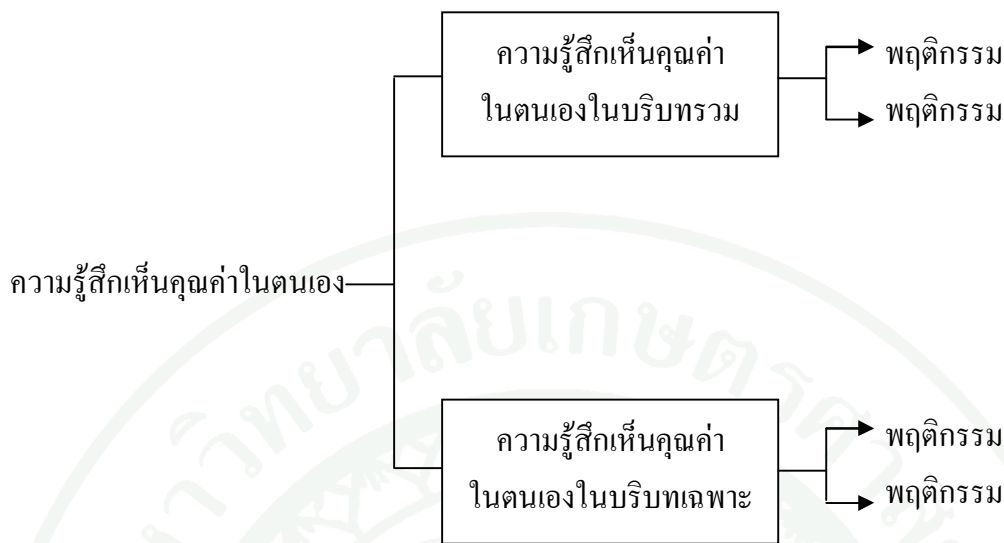 ความรู้สึกเห็นคุณค่า
ในตนเองในบริบทรวม
พฤติกรรม
พฤติกรรม
ความรู้สึกเห็นคุณค่าในตนเอง
ความรู้สึกเห็นคุณค่า
ในตนเองในบริบทเฉพาะ
พฤติกรรม
พฤติกรรม